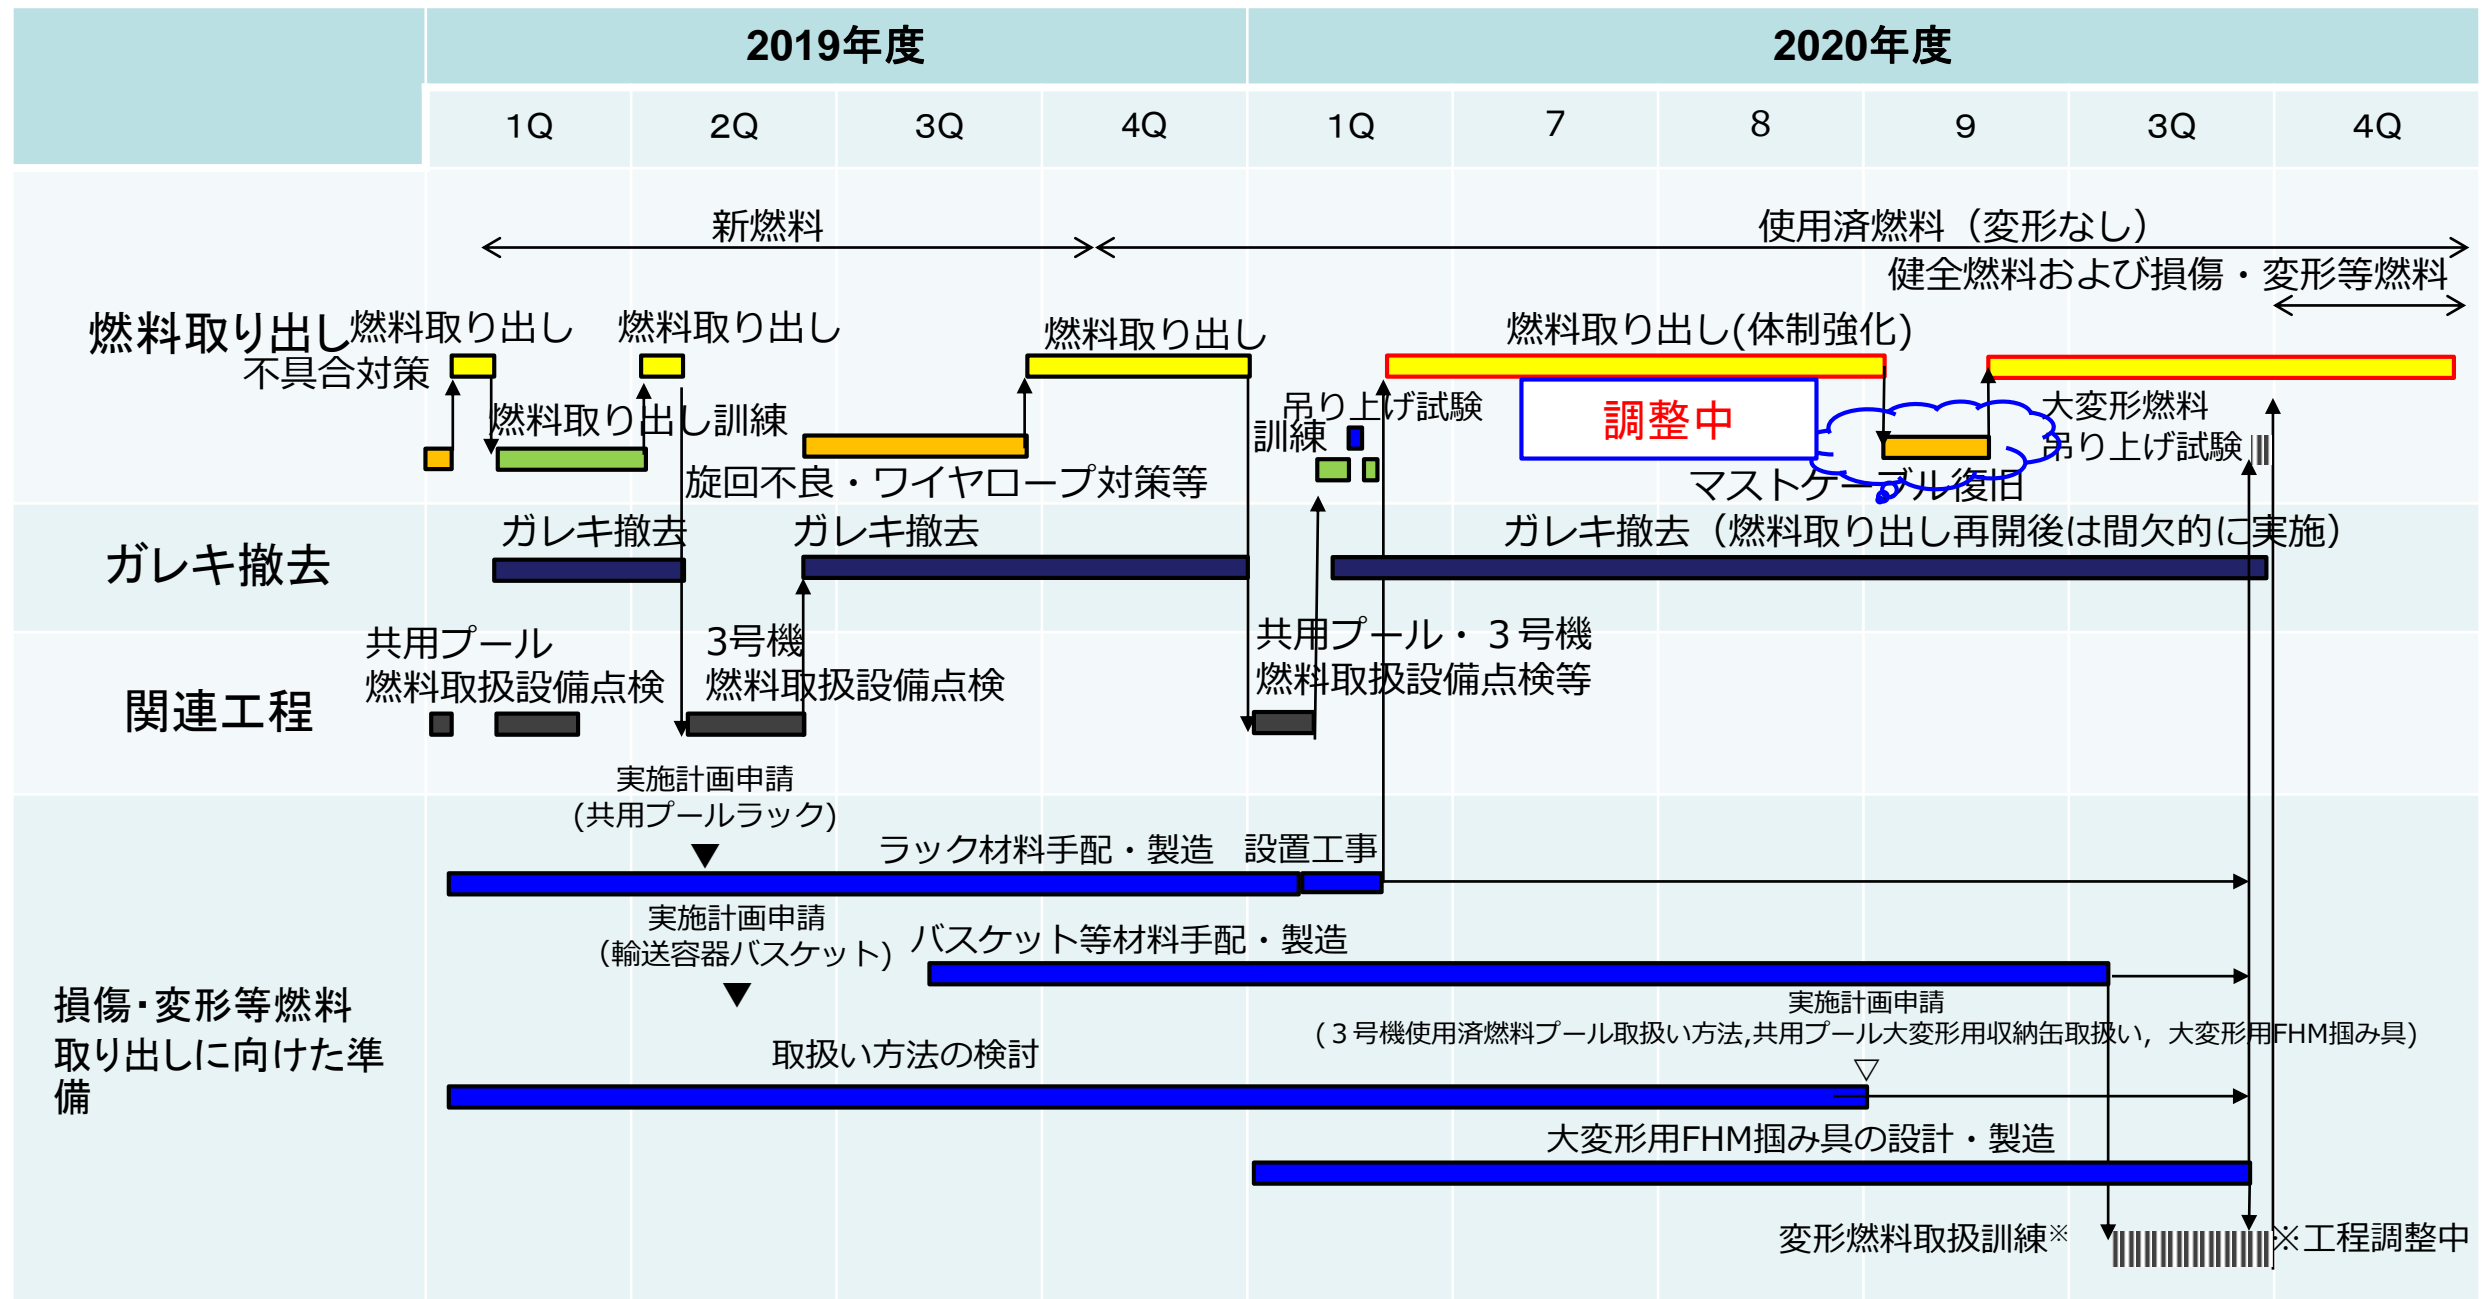 2019年度
2020年度
1Q
2Q
3Q
4Q
1Q
7
8
9
3Q
4Q
新燃料
使用済燃料（変形なし）
健全燃料および損傷・変形等燃料
燃料取り出し
燃料取り出し
燃料取り出し
燃料取り出し
燃料取り出し(体制強化)
不具合対策
燃料取り出し訓練
吊り上げ試験
訓練
調整中
大変形燃料
吊り上げ試験
旋回不良・ワイヤロープ対策等
マストケーブル復旧
ガレキ撤去
ガレキ撤去
ガレキ撤去
ガレキ撤去（燃料取り出し再開後は間欠的に実施）
関連工程
共用プール
燃料取扱設備点検
3号機
燃料取扱設備点検
共用プール・３号機
燃料取扱設備点検等
損傷・変形等燃料
取り出しに向けた準
備
実施計画申請
(共用プールラック)
ラック材料手配・製造
設置工事
実施計画申請
（輸送容器バスケット)
バスケット等材料手配・製造
実施計画申請
(３号機使用済燃料プール取扱い方法,共用プール大変形用収納缶取扱い，大変形用FHM掴み具)
取扱い方法の検討
大変形用FHM掴み具の設計・製造
変形燃料取扱訓練※
※工程調整中